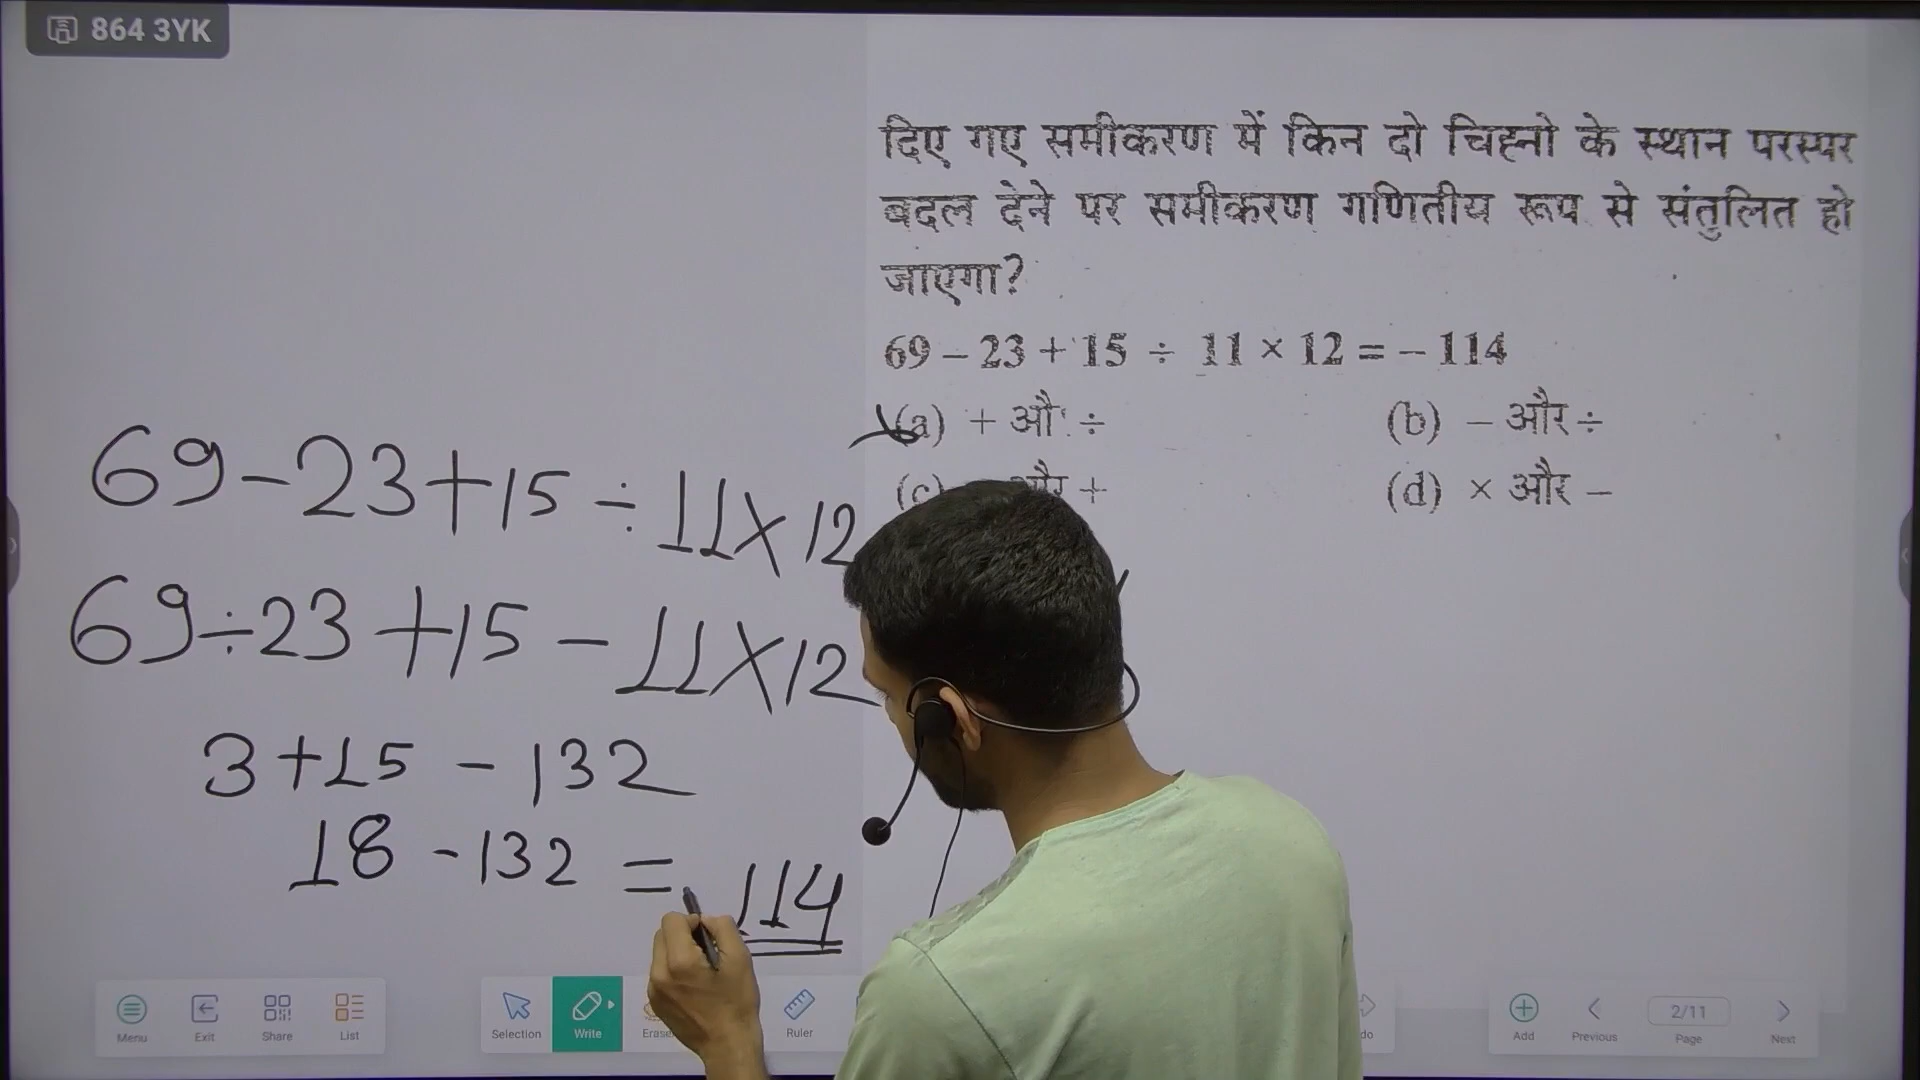 864 3YK
दिए गए समीकरण में किन दो चिह्नो के स्थान परस्पर
बदल देने पर समीकरण गणितीय रूप से संतुलित हो
जाएगा?
69 – 23 + 15 ÷ 11 × 12 = – 114
(a) + औ ÷ (b) – और ÷
(c) और + (d) × और –
69-23+15 ÷ 11×12
69÷23 +15 - 11×12
3+15 - 132
18 -132 = 114
Menu Exit Share List Selection Write Erase Ruler do Add Previous 2/11 Page Next